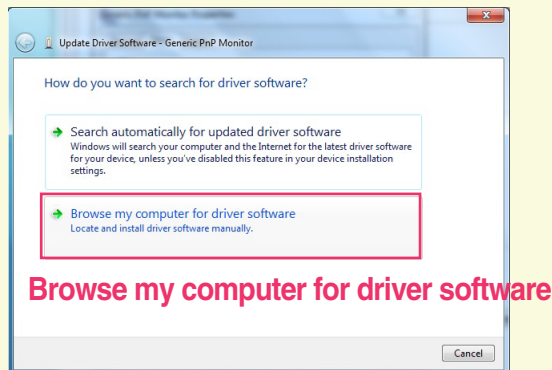 Update Driver Software - Generic PnP Monitor
How do you want to search for driver software?
Search automatically for updated driver software
Windows will search your computer and the Internet for the latest driver software
for your device, unless you've disabled this feature in your device installation
settings.
Browse my computer for driver software
Locate and install driver software manually.
Browse my computer for driver software
Cancel